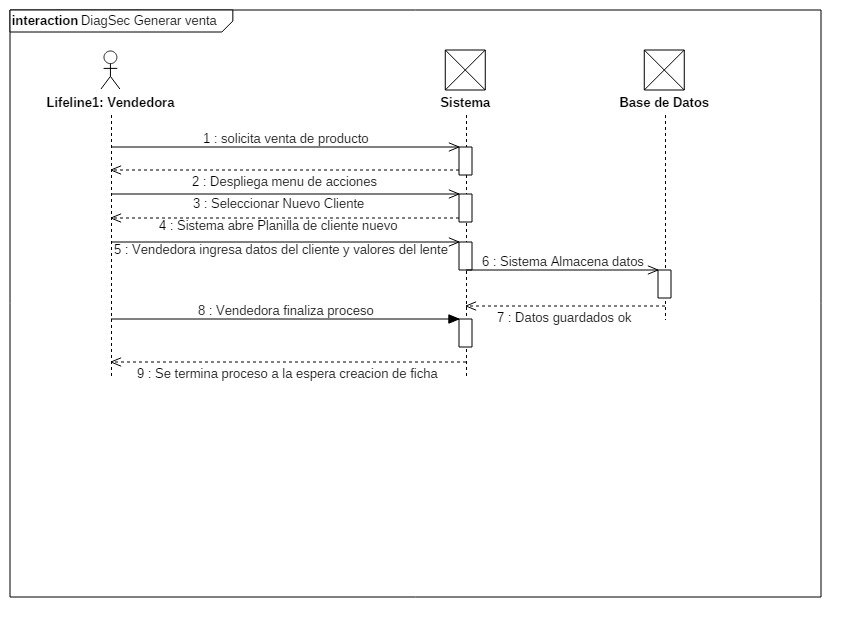 interaction DiagSec Generar venta
Lifeline1: Vendedora
Sistema
Base de Datos
1 : solicita venta de producto
2 : Despliega menu de acciones
3 : Seleccionar Nuevo Cliente
4 : Sistema abre Planilla de cliente nuevo
5 : Vendedora ingresa datos del cliente y valores del lente
6 : Sistema Almacena datos
7 : Datos guardados ok
8 : Vendedora finaliza proceso
9 : Se termina proceso a la espera creacion de ficha